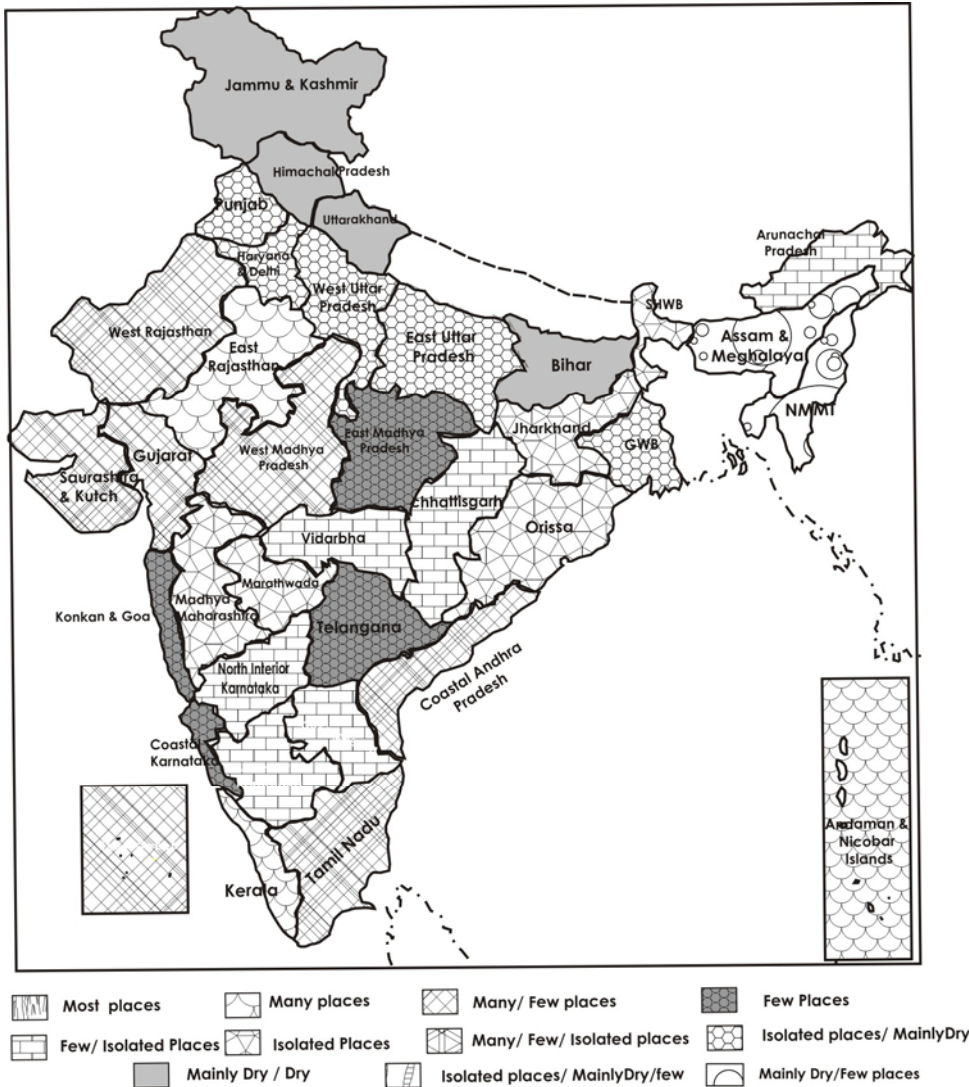 Jammu & Kashmir
Himachal Pradesh
Punjab
Uttarakhand
Haryana
& Delhi
West Uttar
Pradesh
Arunachal
Pradesh
SHWB
West Rajasthan
East
Rajasthan
East Uttar
Pradesh
Bihar
Assam &
Meghalaya
NMMT
Jharkhand
GWB
East Madhya
Pradesh
West Madhya
Pradesh
Gujarat
Saurashtra
& Kutch
chhattisgarh
Orissa
Vidarbha
Marathwada
Madhya
Maharashtra
Konkan & Goa
Telangana
North Interior
Karnataka
Coastal Andhra
Pradesh
Coastal
Karnataka
Tamil Nadu
Kerala
Andaman &
Nicobar
Islands
Most places
Many places
Many/ Few places
Few Places
Few/ Isolated Places
Isolated Places
Many/ Few/ Isolated places
Isolated places/ MainlyDry
Mainly Dry / Dry
Isolated places/ MainlyDry/few
Mainly Dry/Few places